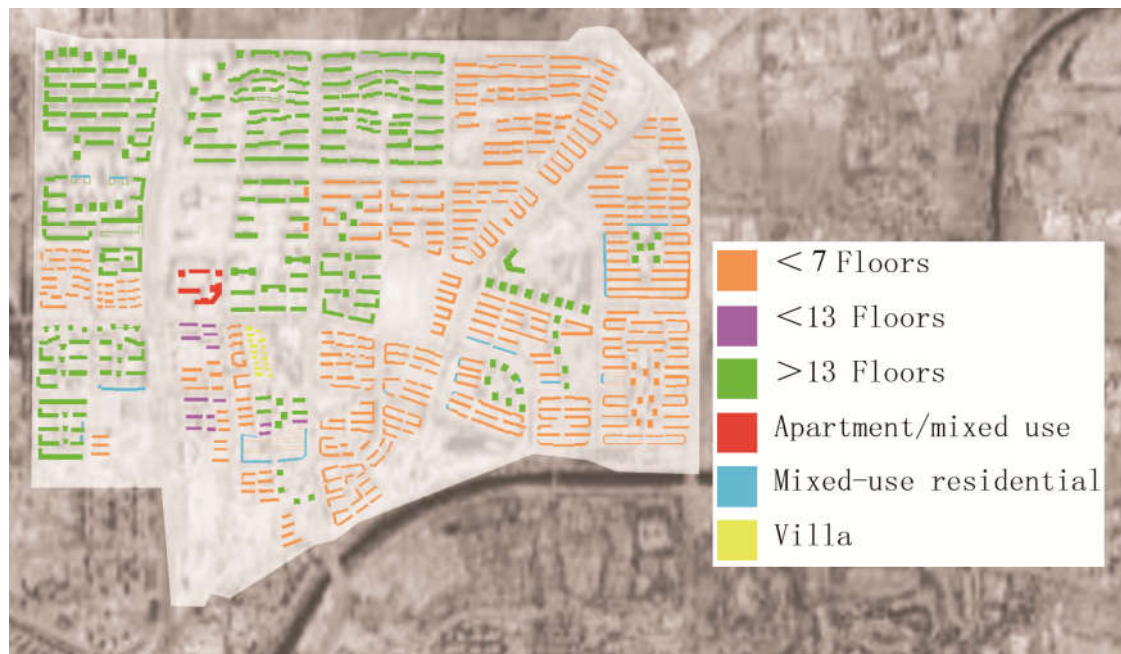 <7 Floors
<13 Floors
>13 Floors
Apartment/mixed use
Mixed-use residential
Villa